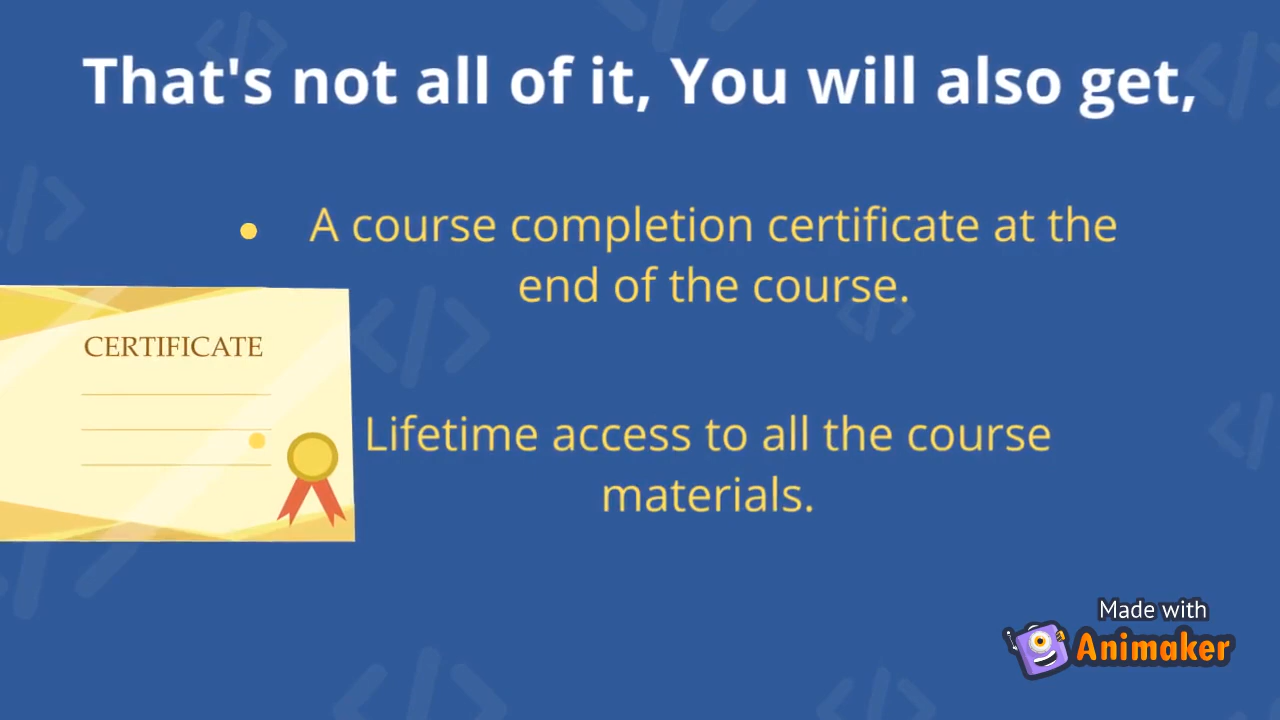 That's not all of it, You will also get,
A course completion certificate at the
end of the course.
CERTIFICATE
Lifetime access to all the course
materials.
Made with
Animaker